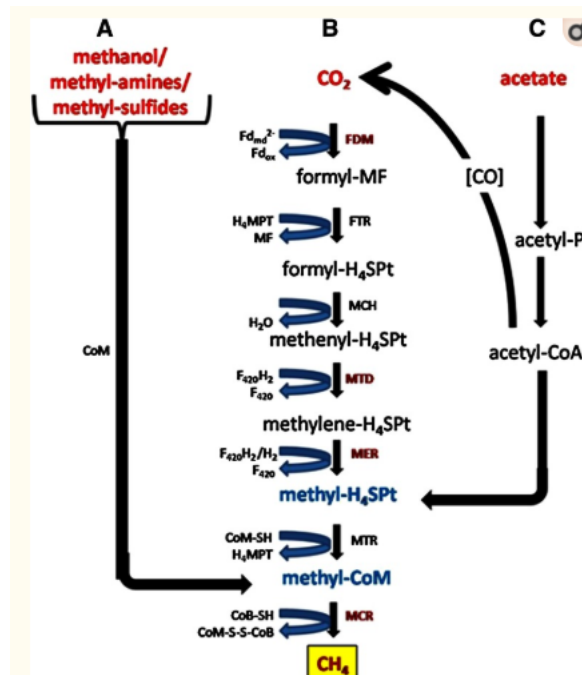 A
B
C
methanol/
methyl-amines/
methyl-sulfides
CO₂
acetate
Fd_md²⁻
Fd_ox
FDM
formyl-MF
[CO]
H₄MPT
MF
FTR
acetyl-P
formyl-H₄SPt
H₂O
MCH
methenyl-H₄SPt
CoM
acetyl-CoA
F₄₂₀H₂
F₄₂₀
MTD
methylene-H₄SPt
F₄₂₀H₂/H₂
F₄₂₀
MER
methyl-H₄SPt
CoM-SH
H₄MPT
MTR
methyl-CoM
CoB-SH
CoM-S-S-CoB
MCR
CH₄